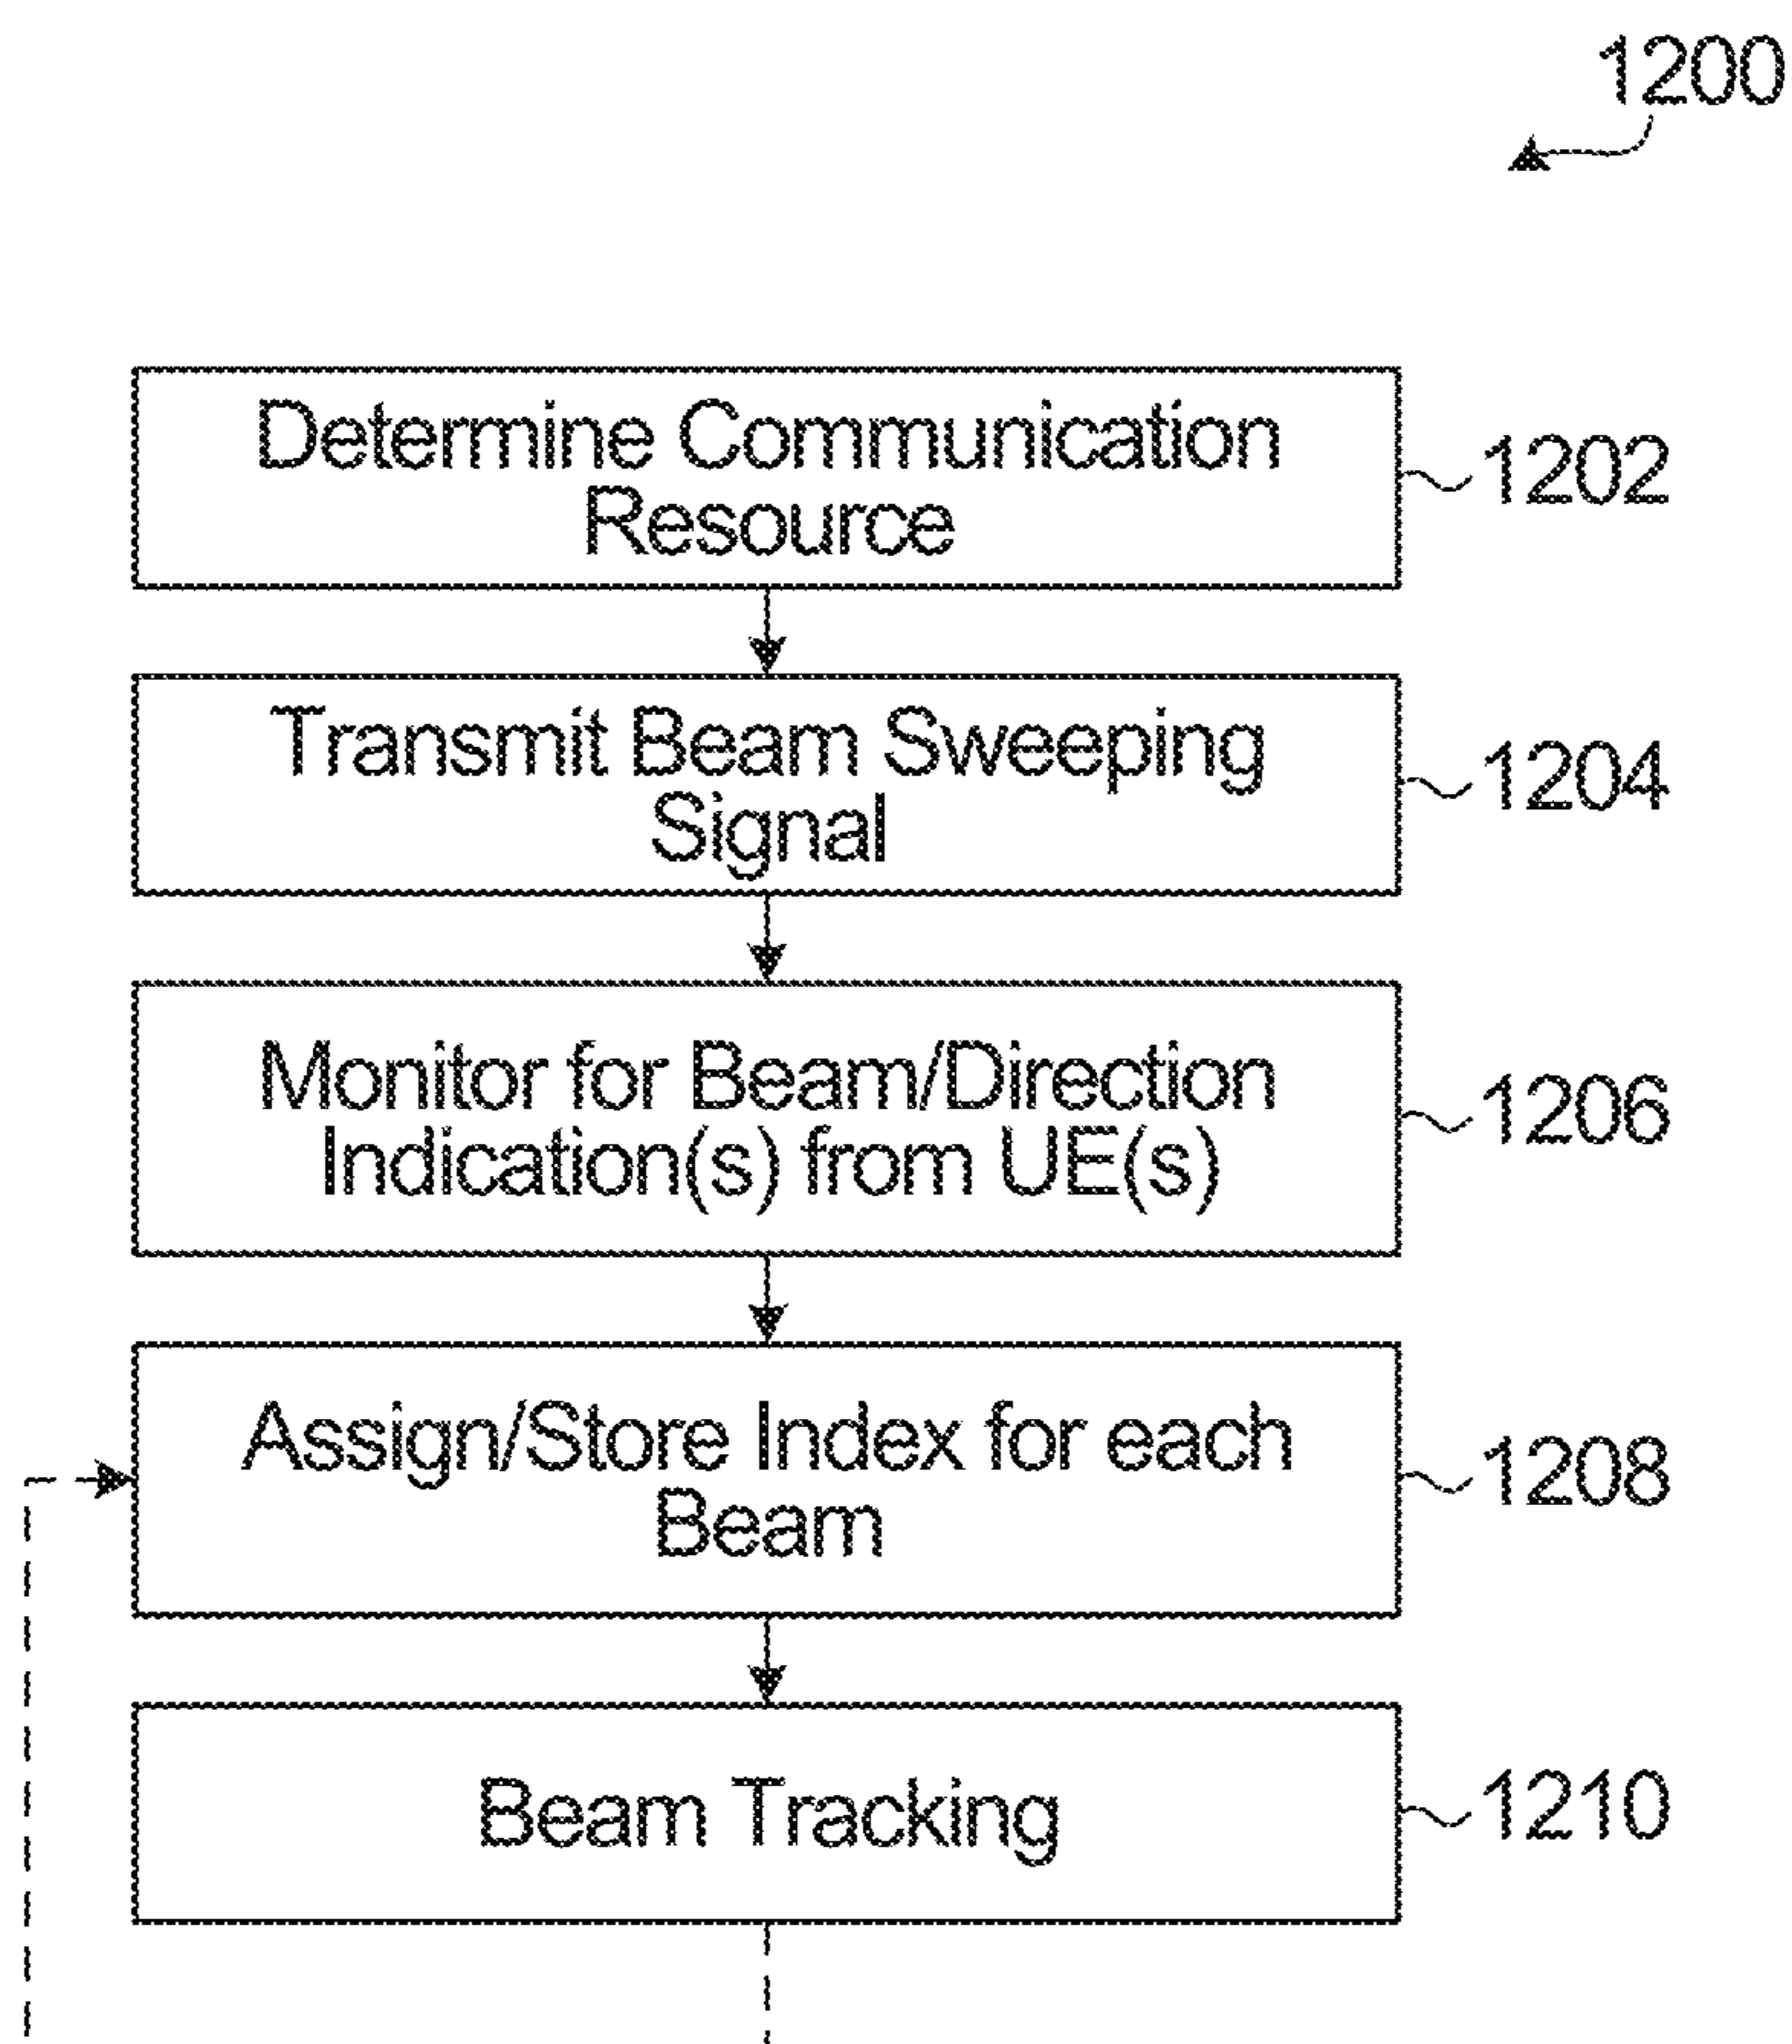 1200
Determine Communication
Resource
1202
Transmit Beam Sweeping
Signal
1204
Monitor for Beam/Direction
Indication(s) from UE(s)
1206
Assign/Store Index for each
Beam
1208
Beam Tracking
1210